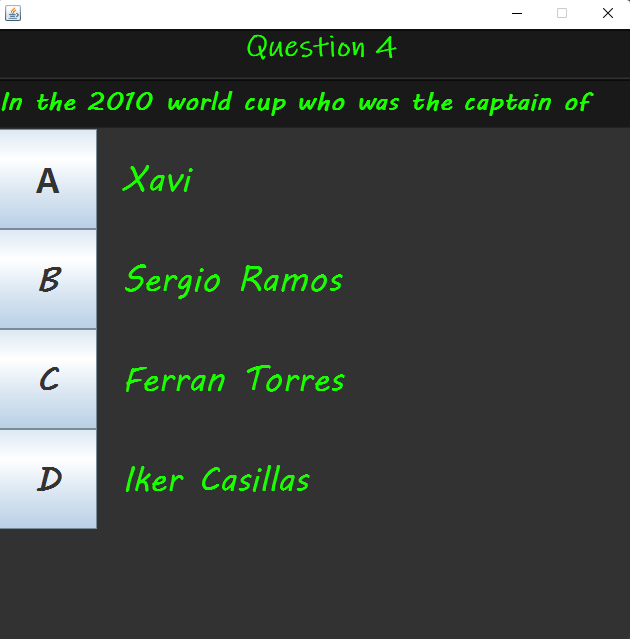 Question 4
In the 2010 world cup who was the captain of
A
Xavi
B
Sergio Ramos
C
Ferran Torres
D
Iker Casillas